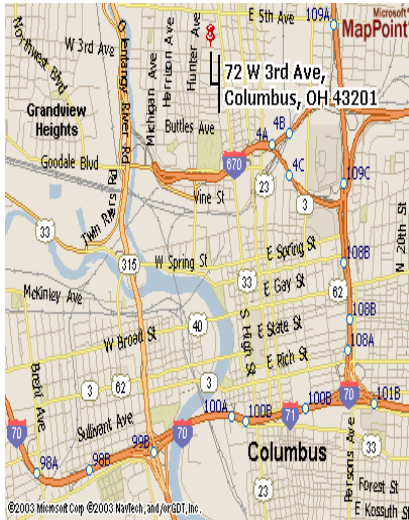 Microsoft
MapPoint
E 5th Ave
109A
W 3rd Ave
Northwest Blvd
Olentangy River Rd
Michigan Ave
Harrison Ave
Hunter Ave
72 W 3rd Ave,
Columbus, OH 43201
Grandview
Heights
Buttles Ave
4A
4B
Goodale Blvd
670
4C
109C
23
Vine St
3
Twin Rivers
33
315
W Spring St
E Spring St
108B
N 20th St
McKinley Ave
33
E Gay St
62
40
S High St
E State St
108B
W Broad St
108A
E Rich St
Brehl Ave
3
62
3
23
Sullivant Ave
70
100A
100B
71
100B
70
101B
99B
70
98A
98B
Columbus
Parsons Ave
33
Forest St
E Kossuth St
©2003 Microsoft Corp ©2003 NavTech, and/or GDT, Inc.